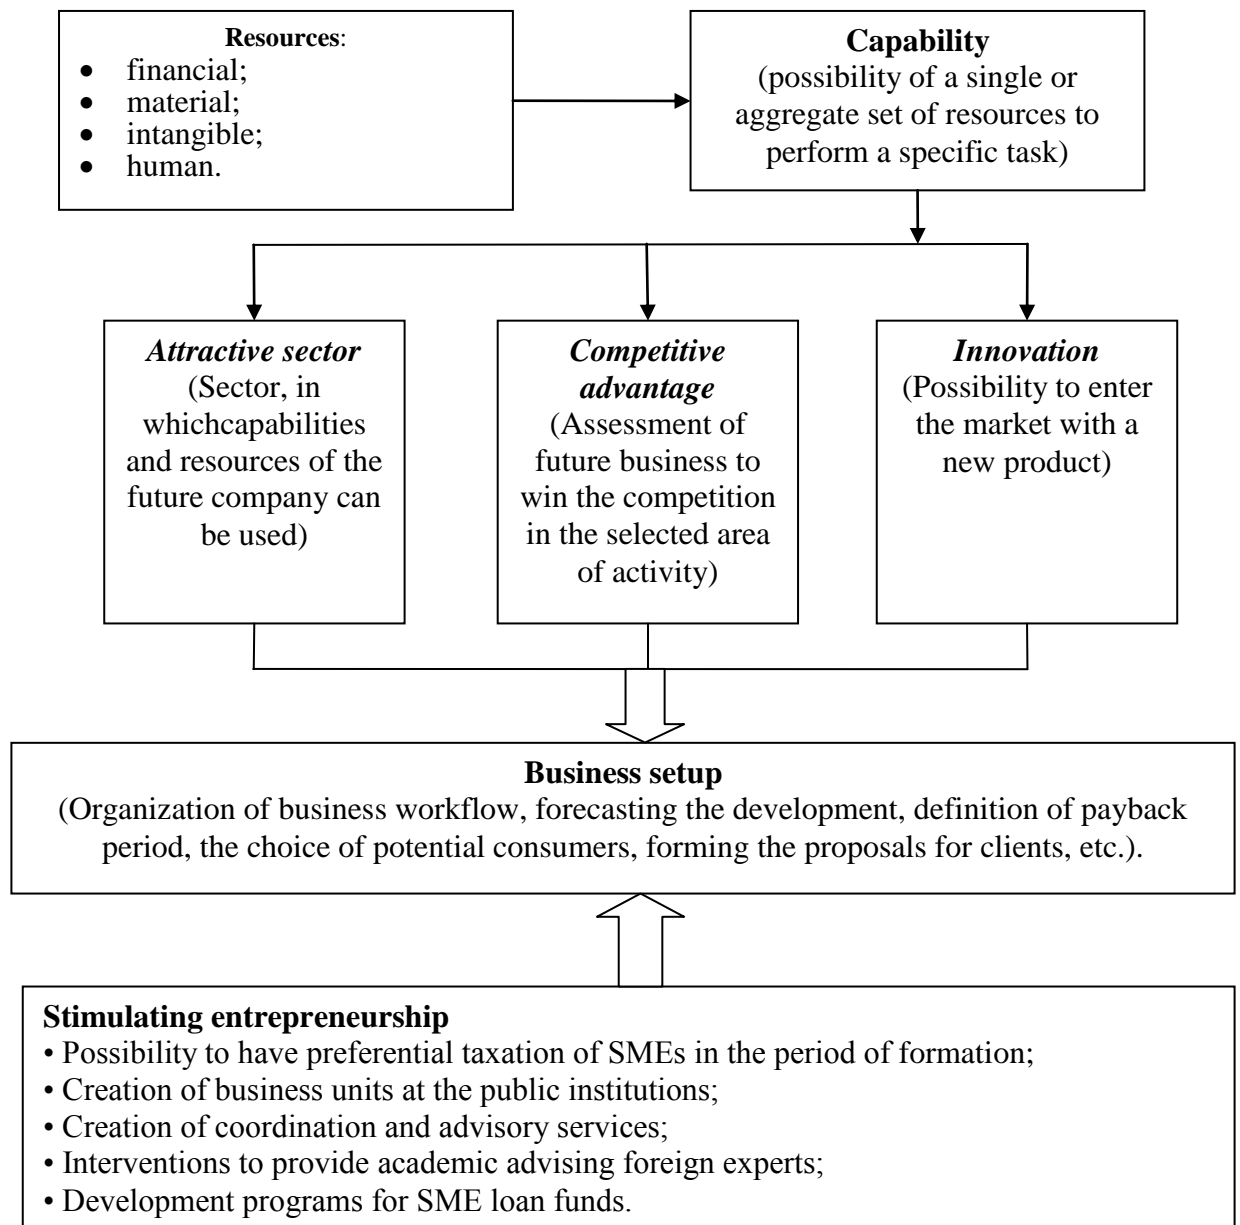 Resources:
• financial;
• material;
• intangible;
• human.
Capability
(possibility of a single or
aggregate set of resources to
perform a specific task)
Attractive sector
(Sector, in
whichcapabilities
and resources of the
future company can
be used)
Competitive
advantage
(Assessment of
future business to
win the competition
in the selected area
of activity)
Innovation
(Possibility to enter
the market with a
new product)
Business setup
(Organization of business workflow, forecasting the development, definition of payback
period, the choice of potential consumers, forming the proposals for clients, etc.).
Stimulating entrepreneurship
• Possibility to have preferential taxation of SMEs in the period of formation;
• Creation of business units at the public institutions;
• Creation of coordination and advisory services;
• Interventions to provide academic advising foreign experts;
• Development programs for SME loan funds.